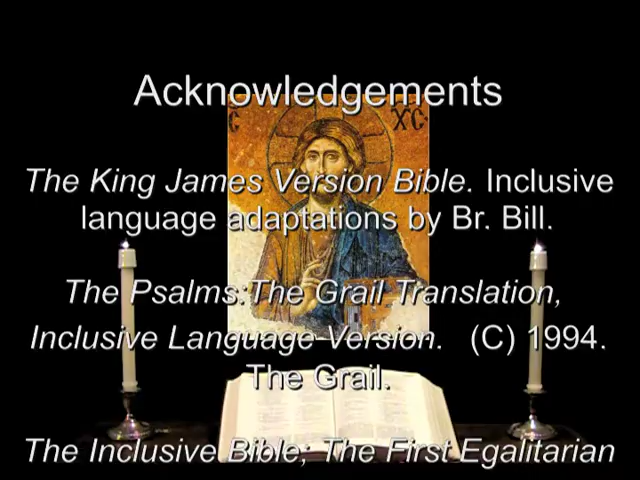 Acknowledgements
C
XC
The King James Version Bible. Inclusive
language adaptations by Br. Bill.
The Psalms:The Grail Translation,
Inclusive Language Version. (C) 1994.
The Grail.
The Inclusive Bible; The First Egalitarian